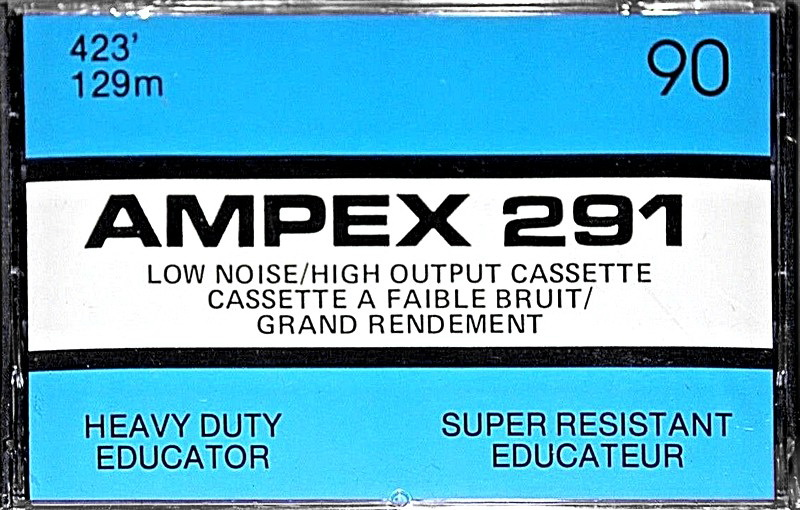 423'
129m
90
AMPEX 291
LOW NOISE/HIGH OUTPUT CASSETTE
CASSETTE A FAIBLE BRUIT/
GRAND RENDEMENT
HEAVY DUTY
EDUCATOR
SUPER RESISTANT
EDUCATEUR